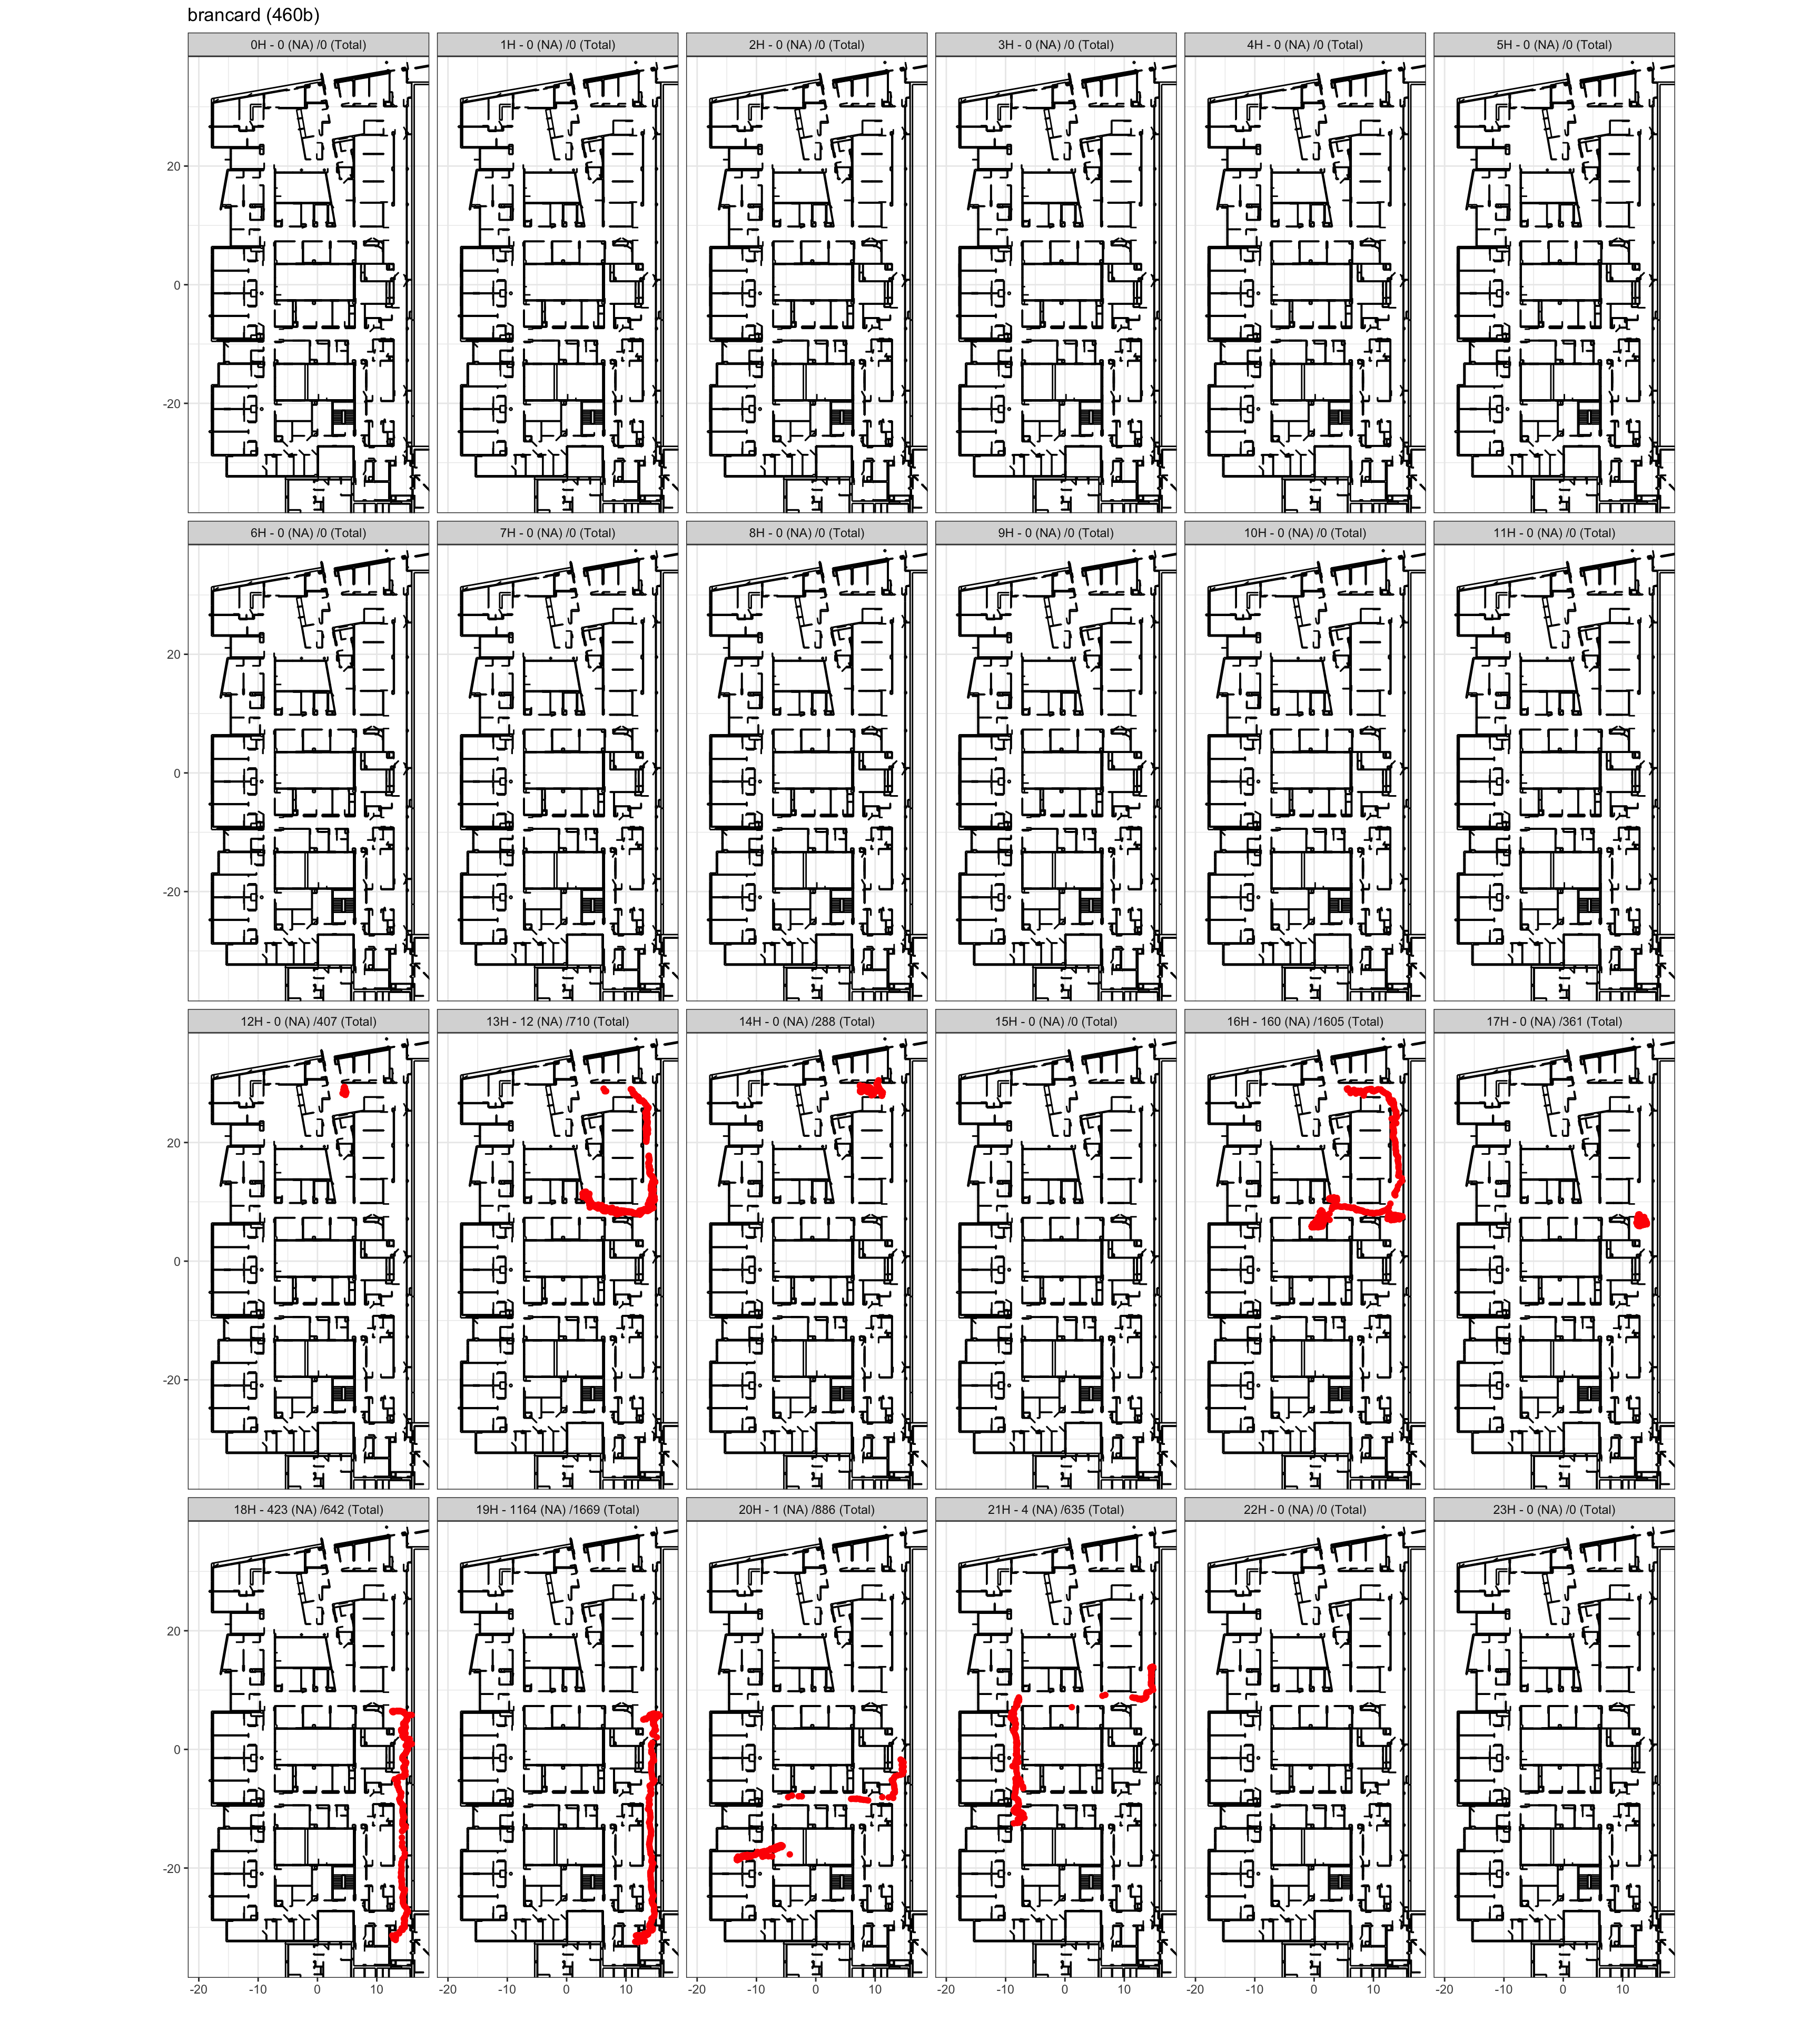 brancard (460b)
0H - 0 (NA) /0 (Total) 1H - 0 (NA) /0 (Total) 2H - 0 (NA) /0 (Total) 3H - 0 (NA) /0 (Total) 4H - 0 (NA) /0 (Total) 5H - 0 (NA) /0 (Total)
20
0
-20
6H - 0 (NA) /0 (Total) 7H - 0 (NA) /0 (Total) 8H - 0 (NA) /0 (Total) 9H - 0 (NA) /0 (Total) 10H - 0 (NA) /0 (Total) 11H - 0 (NA) /0 (Total)
20
0
-20
12H - 0 (NA) /407 (Total) 13H - 12 (NA) /710 (Total) 14H - 0 (NA) /288 (Total) 15H - 0 (NA) /0 (Total) 16H - 160 (NA) /1605 (Total) 17H - 0 (NA) /361 (Total)
20
0
-20
18H - 423 (NA) /642 (Total) 19H - 1164 (NA) /1669 (Total) 20H - 1 (NA) /886 (Total) 21H - 4 (NA) /635 (Total) 22H - 0 (NA) /0 (Total) 23H - 0 (NA) /0 (Total)
20
0
-20
-20 -10 0 10 -20 -10 0 10 -20 -10 0 10 -20 -10 0 10 -20 -10 0 10 -20 -10 0 10